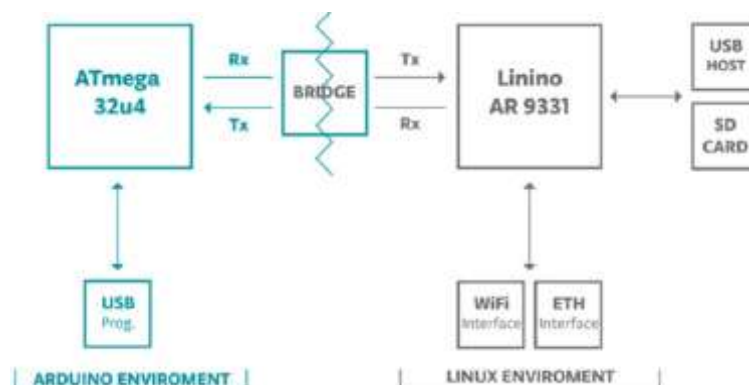 ATmega
32u4
Rx
Tx
BRIDGE
Tx
Rx
Linino
AR 9331
USB
HOST
SD
CARD
USB
Prog.
WiFi
Interface
ETH
Interface
ARDUINO ENVIROMENT
LINUX ENVIROMENT